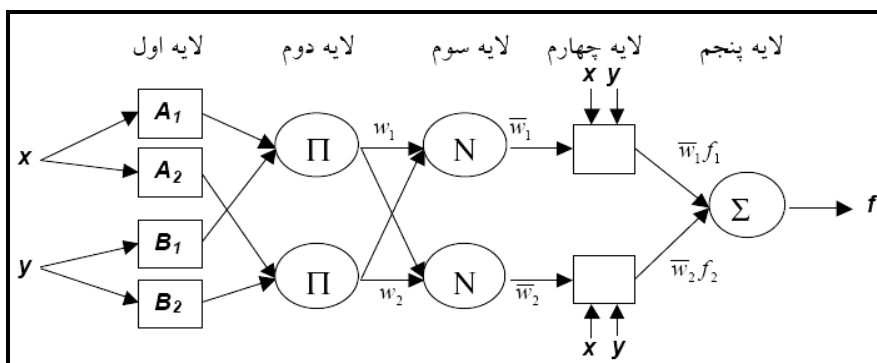 لایه اول لایه دوم لایه سوم لایه چهارم لایه پنجم
x y
A₁ w₁ w̅₁
x Π N w̅₁f₁
A₂
Σ f
B₁
y Π w₂ N w̅₂ w̅₂f₂
B₂
x y